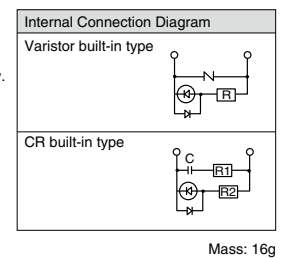 Internal Connection Diagram
Varistor built-in type
R
CR built-in type
C
R1
R2
Mass: 16g